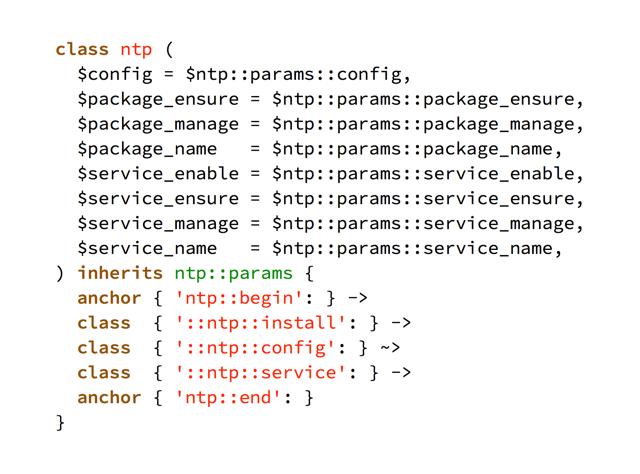 class ntp (
  $config = $ntp::params::config,
  $package_ensure = $ntp::params::package_ensure,
  $package_manage = $ntp::params::package_manage,
  $package_name   = $ntp::params::package_name,
  $service_enable = $ntp::params::service_enable,
  $service_ensure = $ntp::params::service_ensure,
  $service_manage = $ntp::params::service_manage,
  $service_name   = $ntp::params::service_name,
) inherits ntp::params {
  anchor { 'ntp::begin': } ->
  class  { '::ntp::install': } ->
  class  { '::ntp::config': } ~>
  class  { '::ntp::service': } ->
  anchor { 'ntp::end': }
}